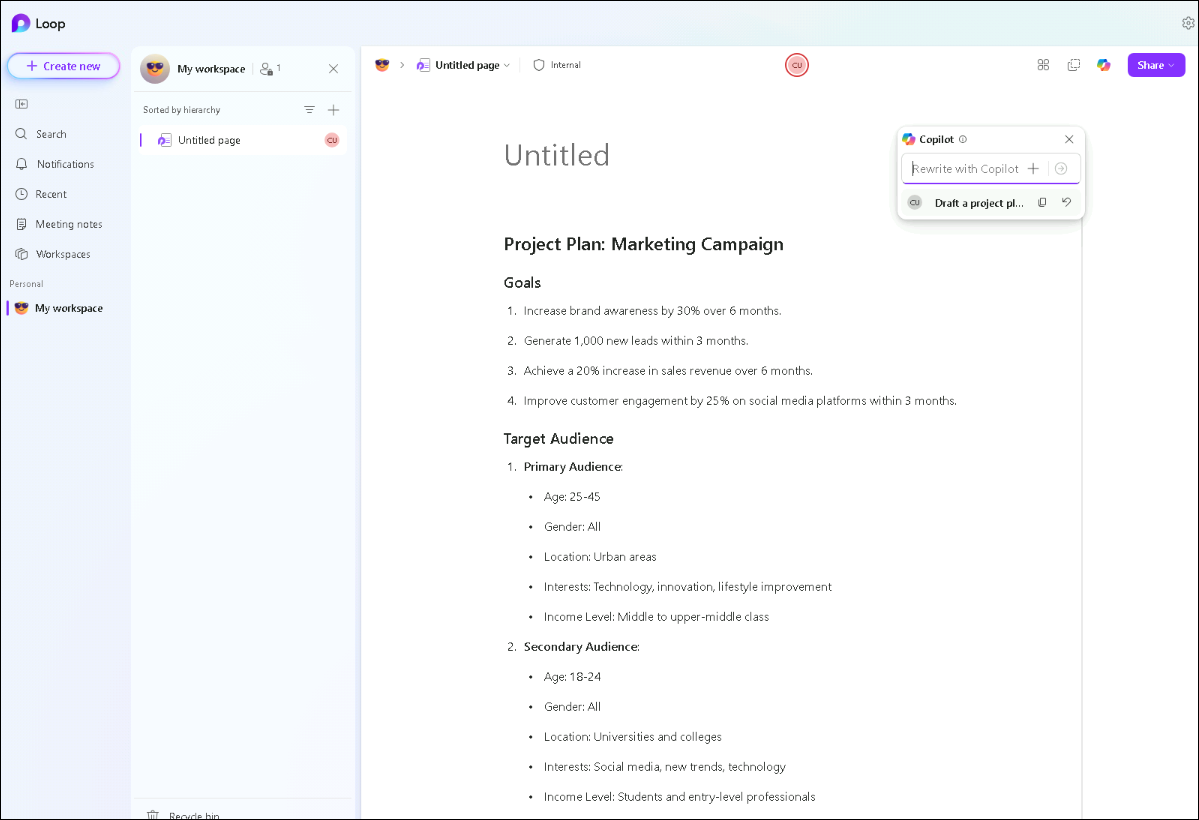 Loop
Create new
Search
Notifications
Recent
Meeting notes
Workspaces
Personal
My workspace
My workspace 1
Sorted by hierarchy
Untitled page CU
Recycle bin
Untitled page Internal CU Share
Untitled
Copilot
Rewrite with Copilot
CU Draft a project pl...
Project Plan: Marketing Campaign
Goals
1. Increase brand awareness by 30% over 6 months.
2. Generate 1,000 new leads within 3 months.
3. Achieve a 20% increase in sales revenue over 6 months.
4. Improve customer engagement by 25% on social media platforms within 3 months.
Target Audience
1. Primary Audience:
• Age: 25-45
• Gender: All
• Location: Urban areas
• Interests: Technology, innovation, lifestyle improvement
• Income Level: Middle to upper-middle class
2. Secondary Audience:
• Age: 18-24
• Gender: All
• Location: Universities and colleges
• Interests: Social media, new trends, technology
• Income Level: Students and entry-level professionals